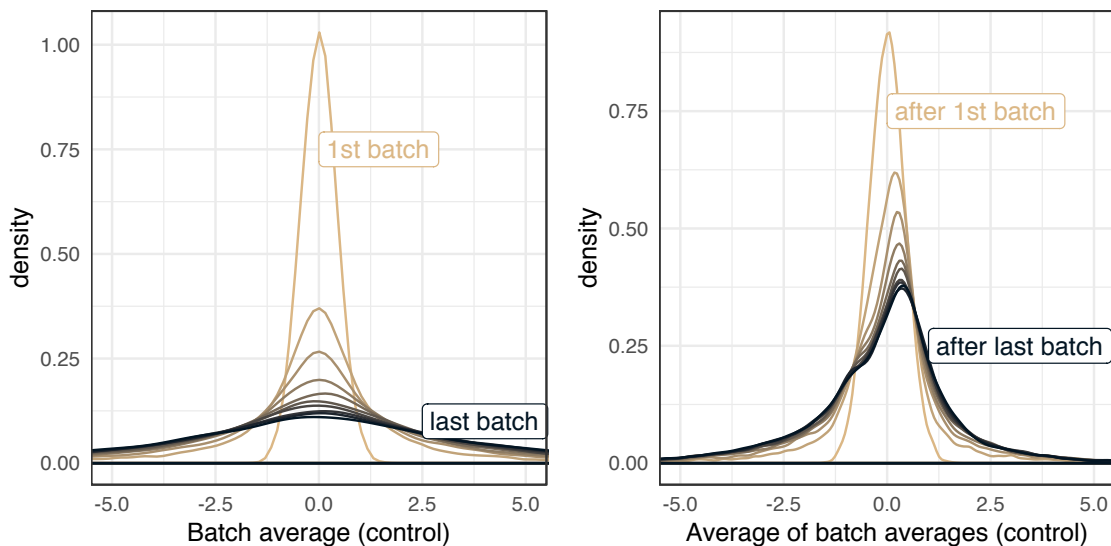 1.00
0.75
0.50
0.25
0.00
density
1st batch
last batch
-5.0
-2.5
0.0
2.5
5.0
Batch average (control)
0.75
0.50
0.25
0.00
density
after 1st batch
after last batch
-5.0
-2.5
0.0
2.5
5.0
Average of batch averages (control)